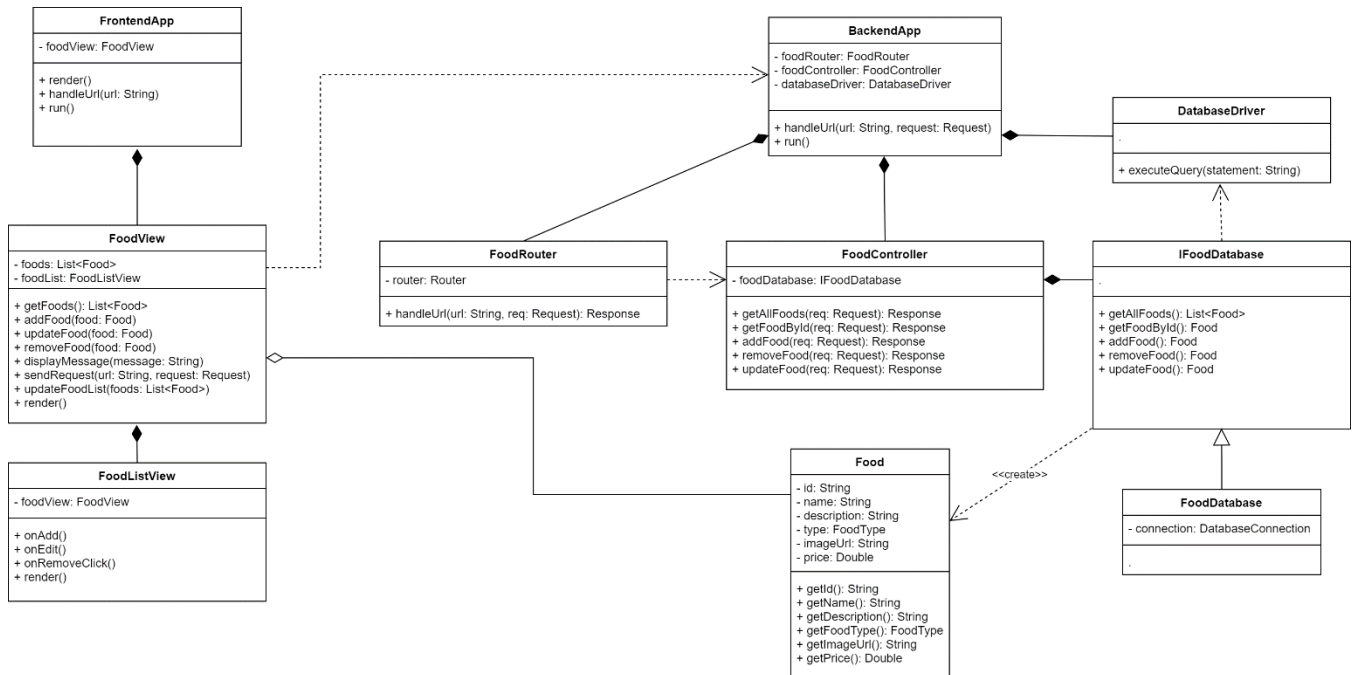 FrontendApp
- foodView: FoodView
+ render()
+ handleUrl(url: String)
+ run()
BackendApp
- foodRouter: FoodRouter
- foodController: FoodController
- databaseDriver: DatabaseDriver
+ handleUrl(url: String, request: Request)
+ run()
DatabaseDriver
.
+ executeQuery(statement: String)
FoodView
- foods: List<Food>
- foodList: FoodListView
+ getFoods(): List<Food>
+ addFood(food: Food)
+ updateFood(food: Food)
+ removeFood(food: Food)
+ displayMessage(message: String)
+ sendRequest(url: String, request: Request)
+ updateFoodList(foods: List<Food>)
+ render()
FoodRouter
- router: Router
+ handleUrl(url: String, req: Request): Response
FoodController
- foodDatabase: IFoodDatabase
+ getAllFoods(req: Request): Response
+ getFoodById(req: Request): Response
+ addFood(req: Request): Response
+ removeFood(req: Request): Response
+ updateFood(req: Request): Response
IFoodDatabase
.
+ getAllFoods(): List<Food>
+ getFoodById(): Food
+ addFood(): Food
+ removeFood(): Food
+ updateFood(): Food
FoodListView
- foodView: FoodView
+ onAdd()
+ onEdit()
+ onRemoveClick()
+ render()
Food
- id: String
- name: String
- description: String
- type: FoodType
- imageUrl: String
- price: Double
+ getId(): String
+ getName(): String
+ getDescription(): String
+ getFoodType(): FoodType
+ getImageUrl(): String
+ getPrice(): Double
<<create>>
FoodDatabase
- connection: DatabaseConnection
.